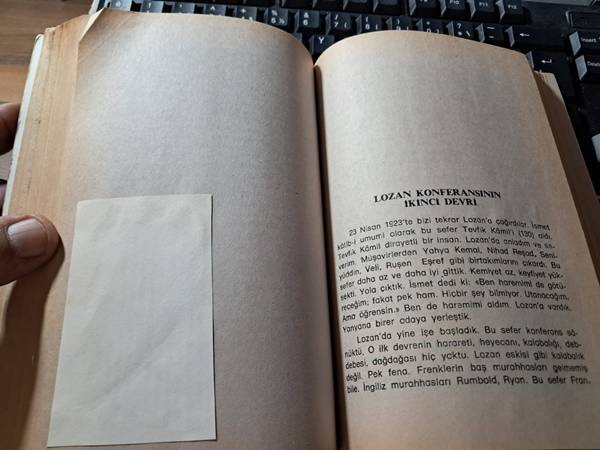 LOZAN KONFERANSININ
İKİNCİ DEVRİ
23 Nisan 1923'te bizi tekrar Lozan'a çağırdılar. İsmet
kâtib-i umumî olarak bu sefer Tevfik Kâmil'i (130) aldı.
Tevfik Kâmil dirayetli bir insan. Lozan'da anladım ve se-
verim. Müşavirlerden Yahya Kemal, Nihad Reşad, Seni-
yüddin, Veli, Ruşen Eşref gibi birtakımlarını çıkardı. Bu
sefer daha az ve daha iyi gittik. Kemiyet az, keyfiyet yük-
sekti. Yola çıktık. İsmet dedi ki: «Ben haremimi de götü-
receğim; fakat pek ham. Hiçbir şey bilmiyor. Utanacağım.
Ama öğrensin.» Ben de haremimi aldım. Lozan'a vardık.
Yanyana birer odaya yerleştik.
Lozan'da yine işe başladık. Bu sefer konferans sö-
nüktü, O ilk devrenin harareti, heyecanı, kalabalığı, deb-
debesi, dağdağası hiç yoktu. Lozan eskisi gibi kalabalık
değil. Pek fena. Frenklerin baş murahhasları gelmemiş
bile. İngiliz murahhasları Rumbold, Ryan. Bu sefer Fran.